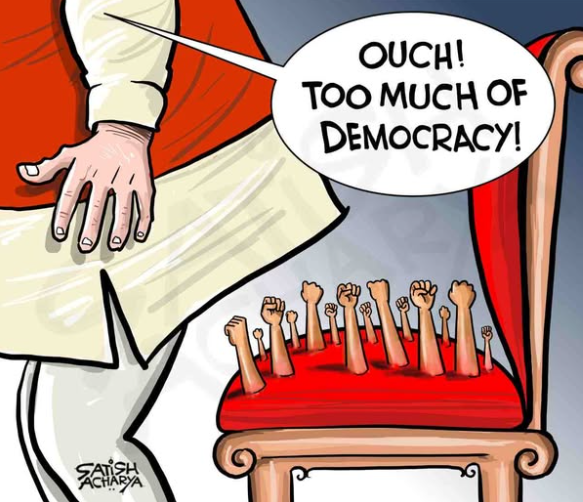 OUCH!
TOO MUCH OF
DEMOCRACY!
SATISH
ACHARYA